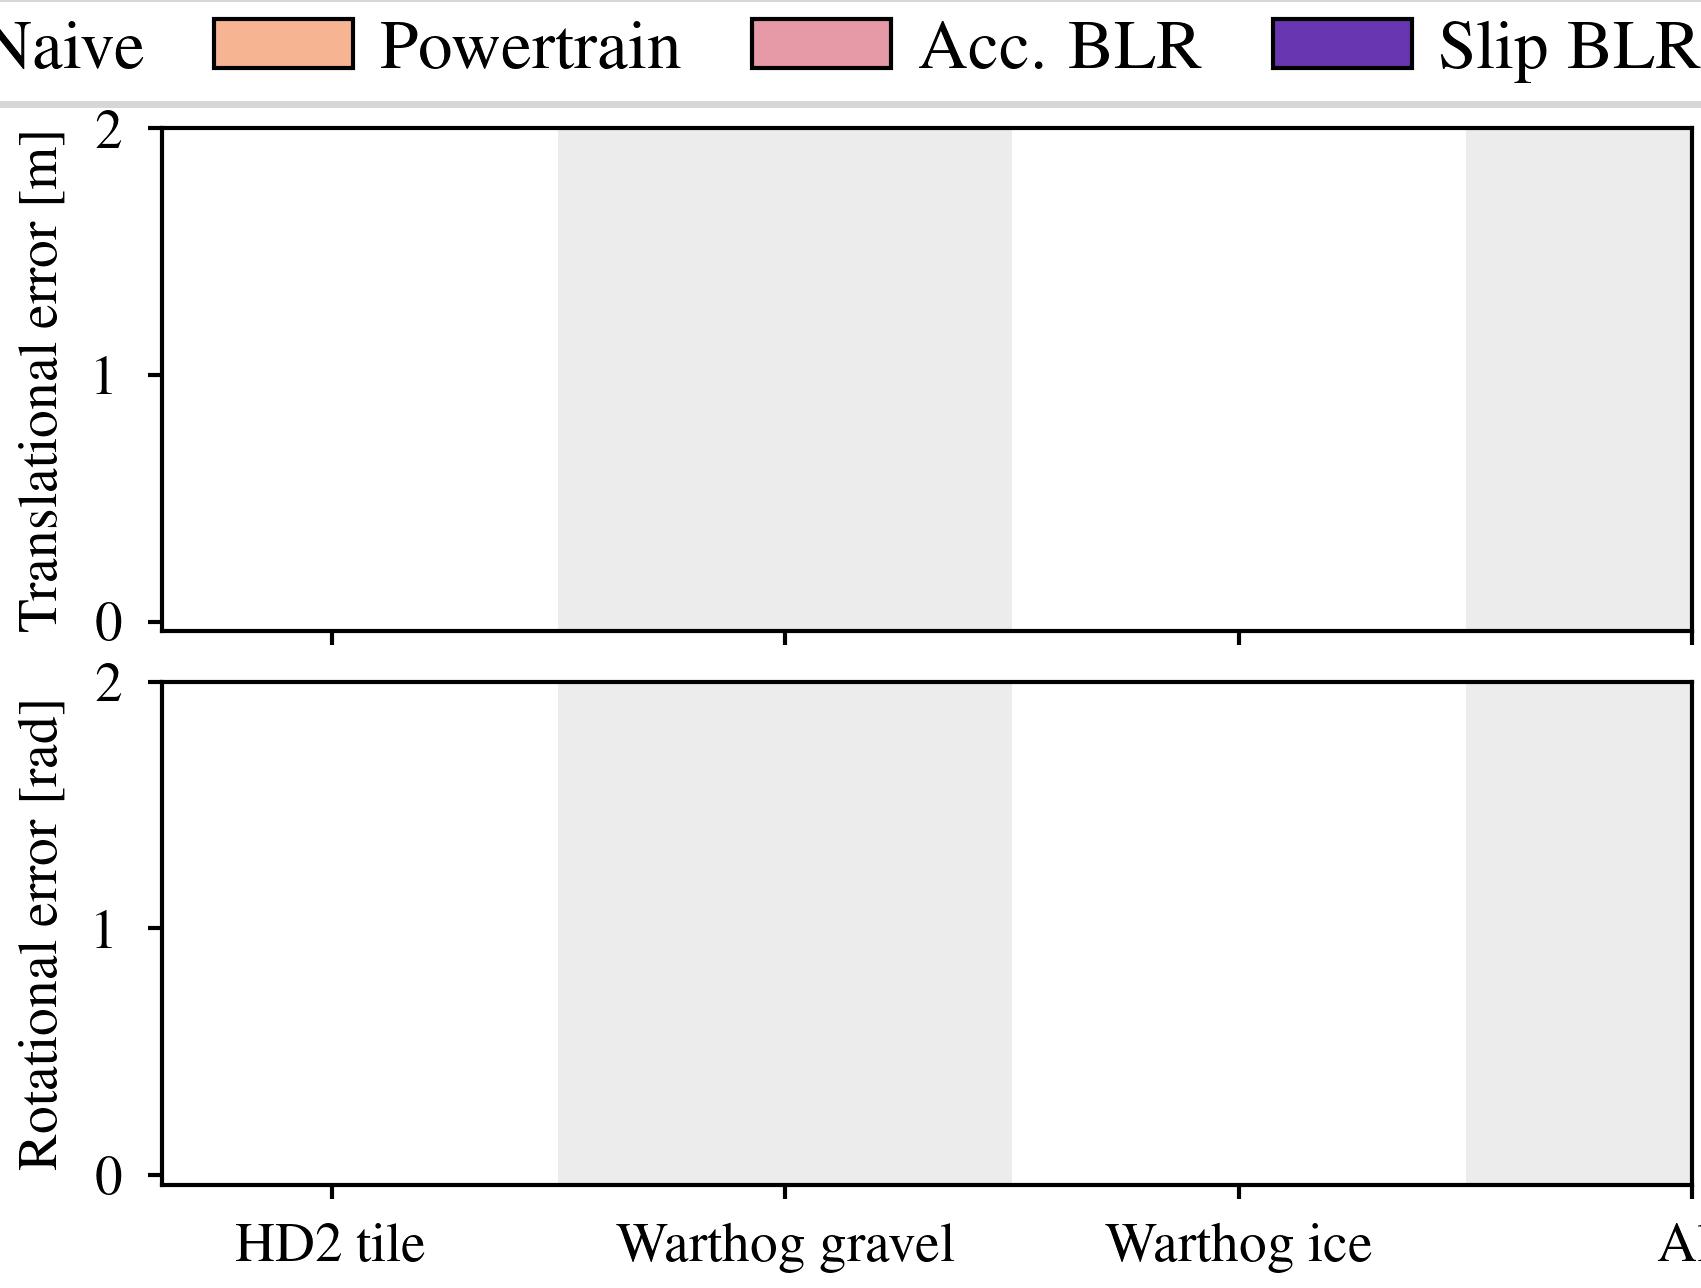 Naive Powertrain Acc. BLR Slip BLR
Translational error [m]
2
1
0
Rotational error [rad]
2
1
0
HD2 tile Warthog gravel Warthog ice